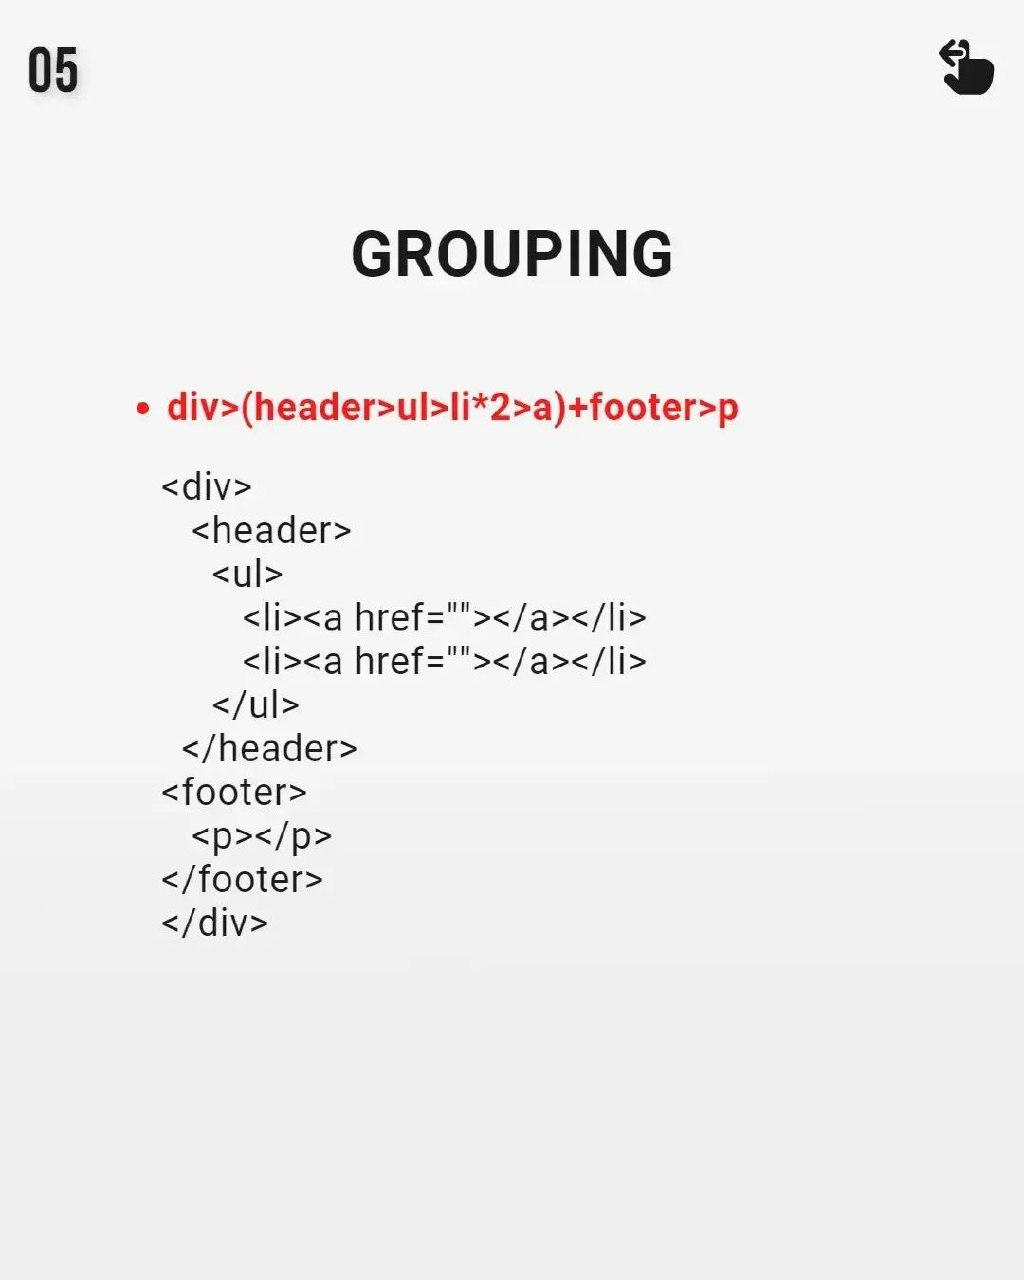 05
GROUPING
• div>(header>ul>li*2>a)+footer>p
<div>
<header>
<ul>
<li><a href=""></a></li>
<li><a href=""></a></li>
</ul>
</header>
<footer>
<p></p>
</footer>
</div>